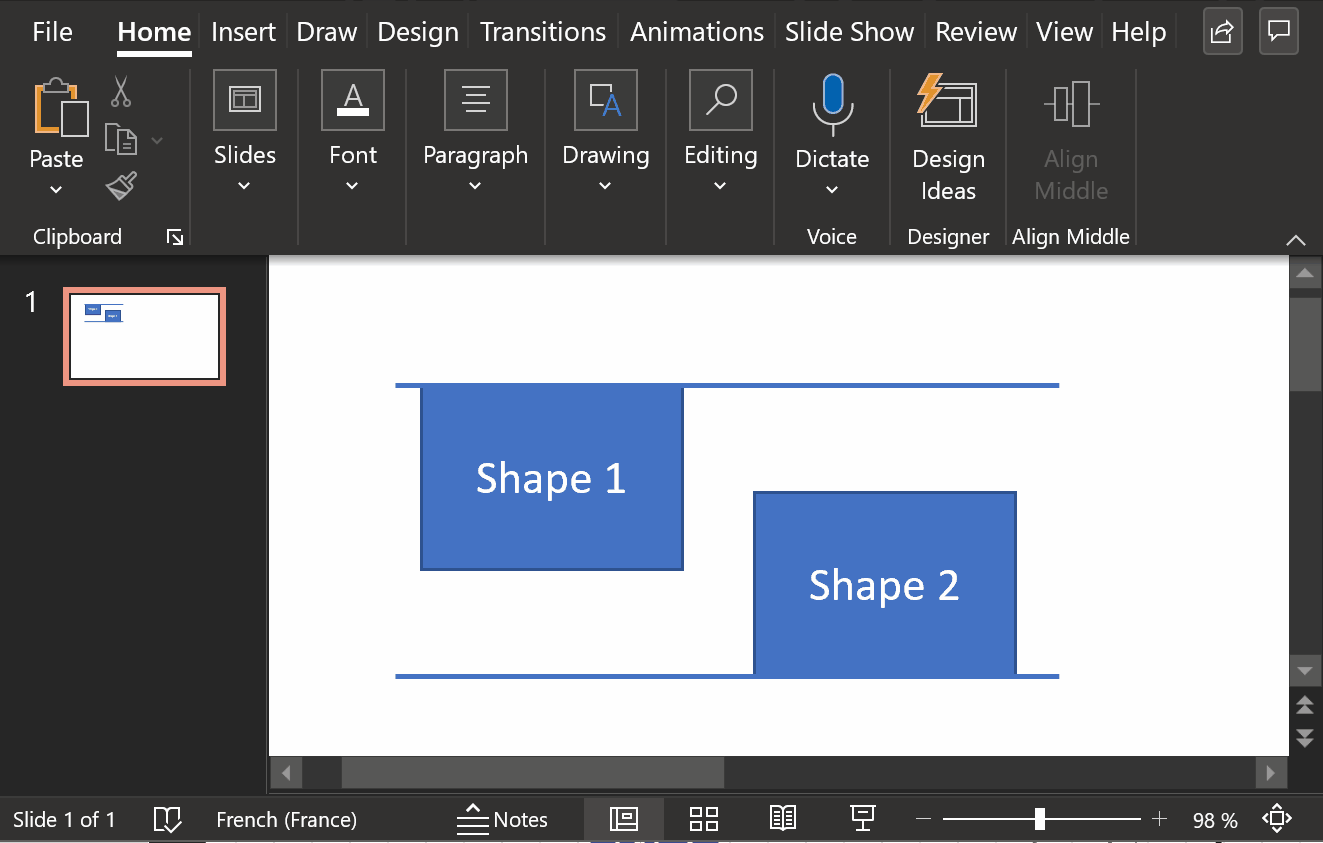 File Home Insert Draw Design Transitions Animations Slide Show Review View Help
Paste Slides Font Paragraph Drawing Editing Dictate Design Ideas Align Middle
Clipboard Voice Designer Align Middle
1
Shape 1
Shape 2
Slide 1 of 1 French (France) Notes 98 %